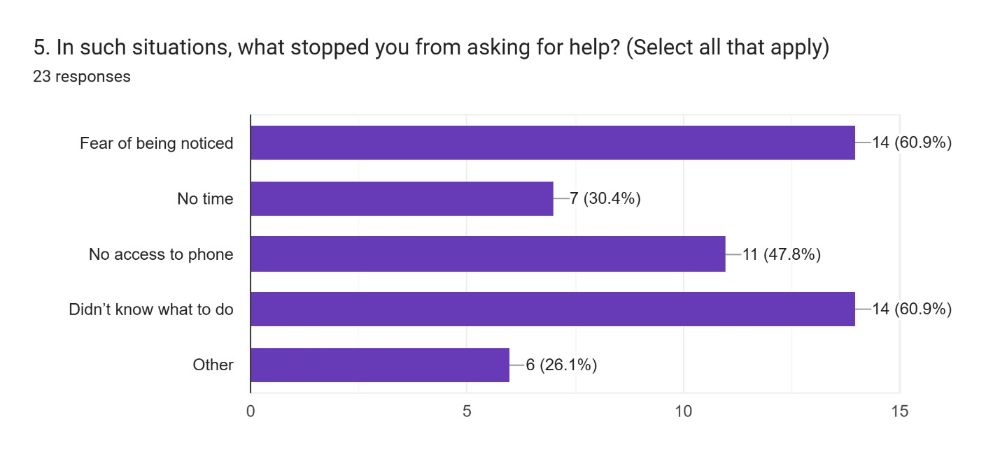 5. In such situations, what stopped you from asking for help? (Select all that apply)
23 responses
Fear of being noticed 14 (60.9%)
No time 7 (30.4%)
No access to phone 11 (47.8%)
Didn’t know what to do 14 (60.9%)
Other 6 (26.1%)
0 5 10 15